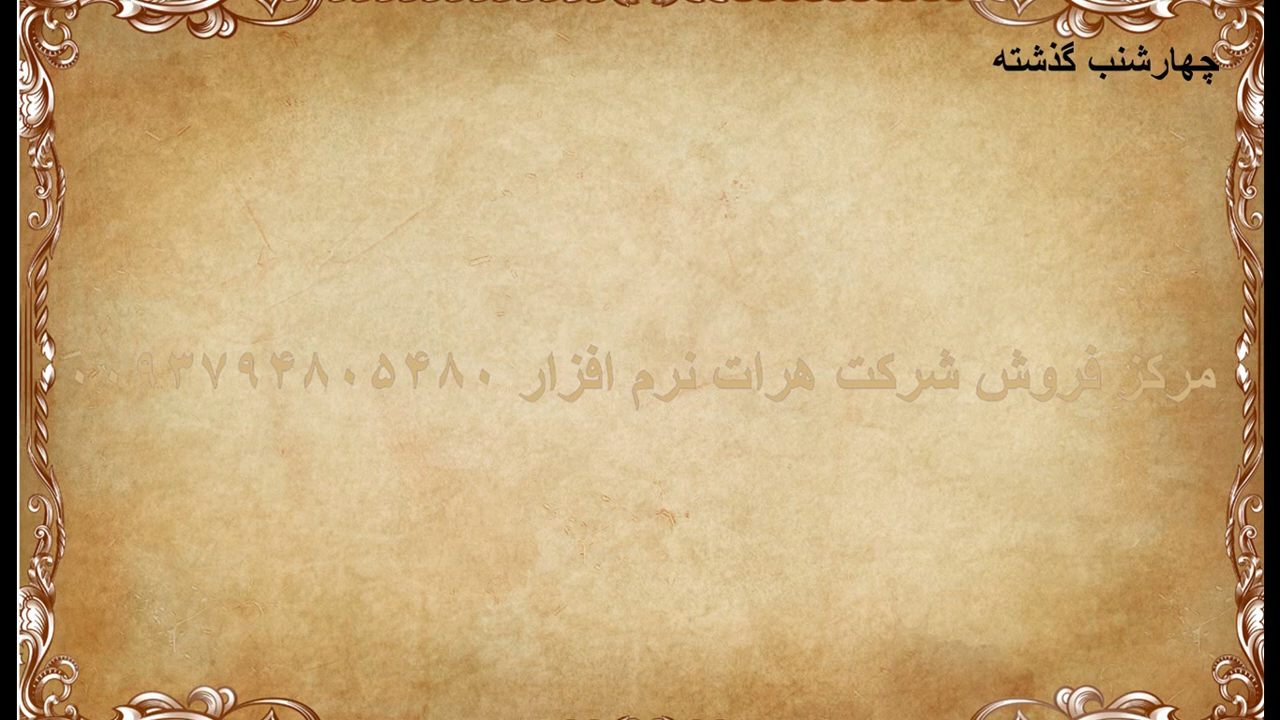 چهارشنب گذشته
مرکز فروش شرکت هرات نرم افزار ۰۰۹۳۷۹۴۸۰۵۴۸۰